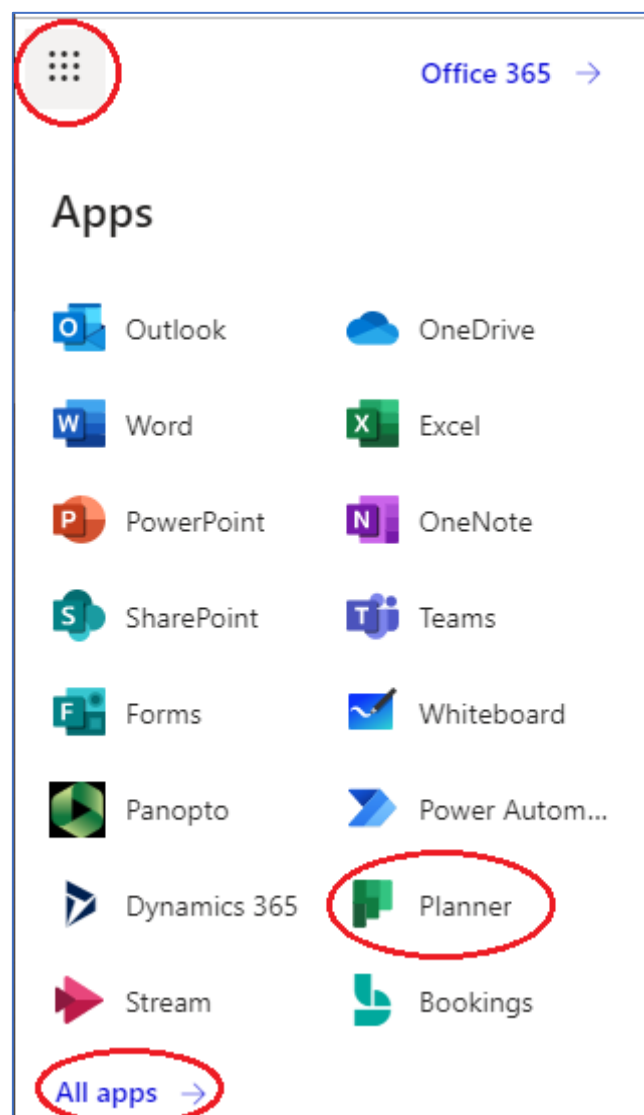 Office 365 →
Apps
Outlook
OneDrive
Word
Excel
PowerPoint
OneNote
SharePoint
Teams
Forms
Whiteboard
Panopto
Power Autom...
Dynamics 365
Planner
Stream
Bookings
All apps →